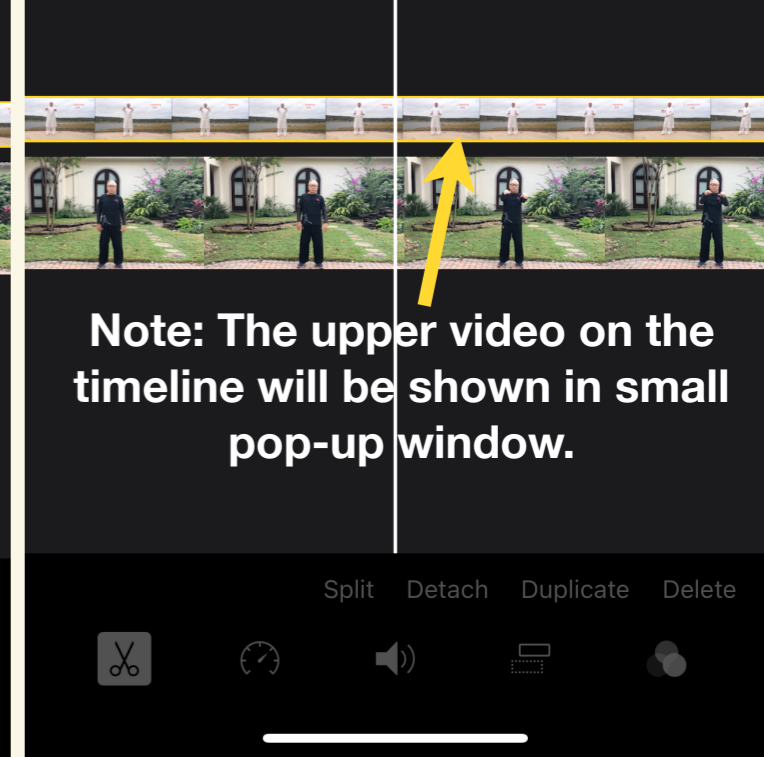 Note: The upper video on the
timeline will be shown in small
pop-up window.
Split Detach Duplicate Delete